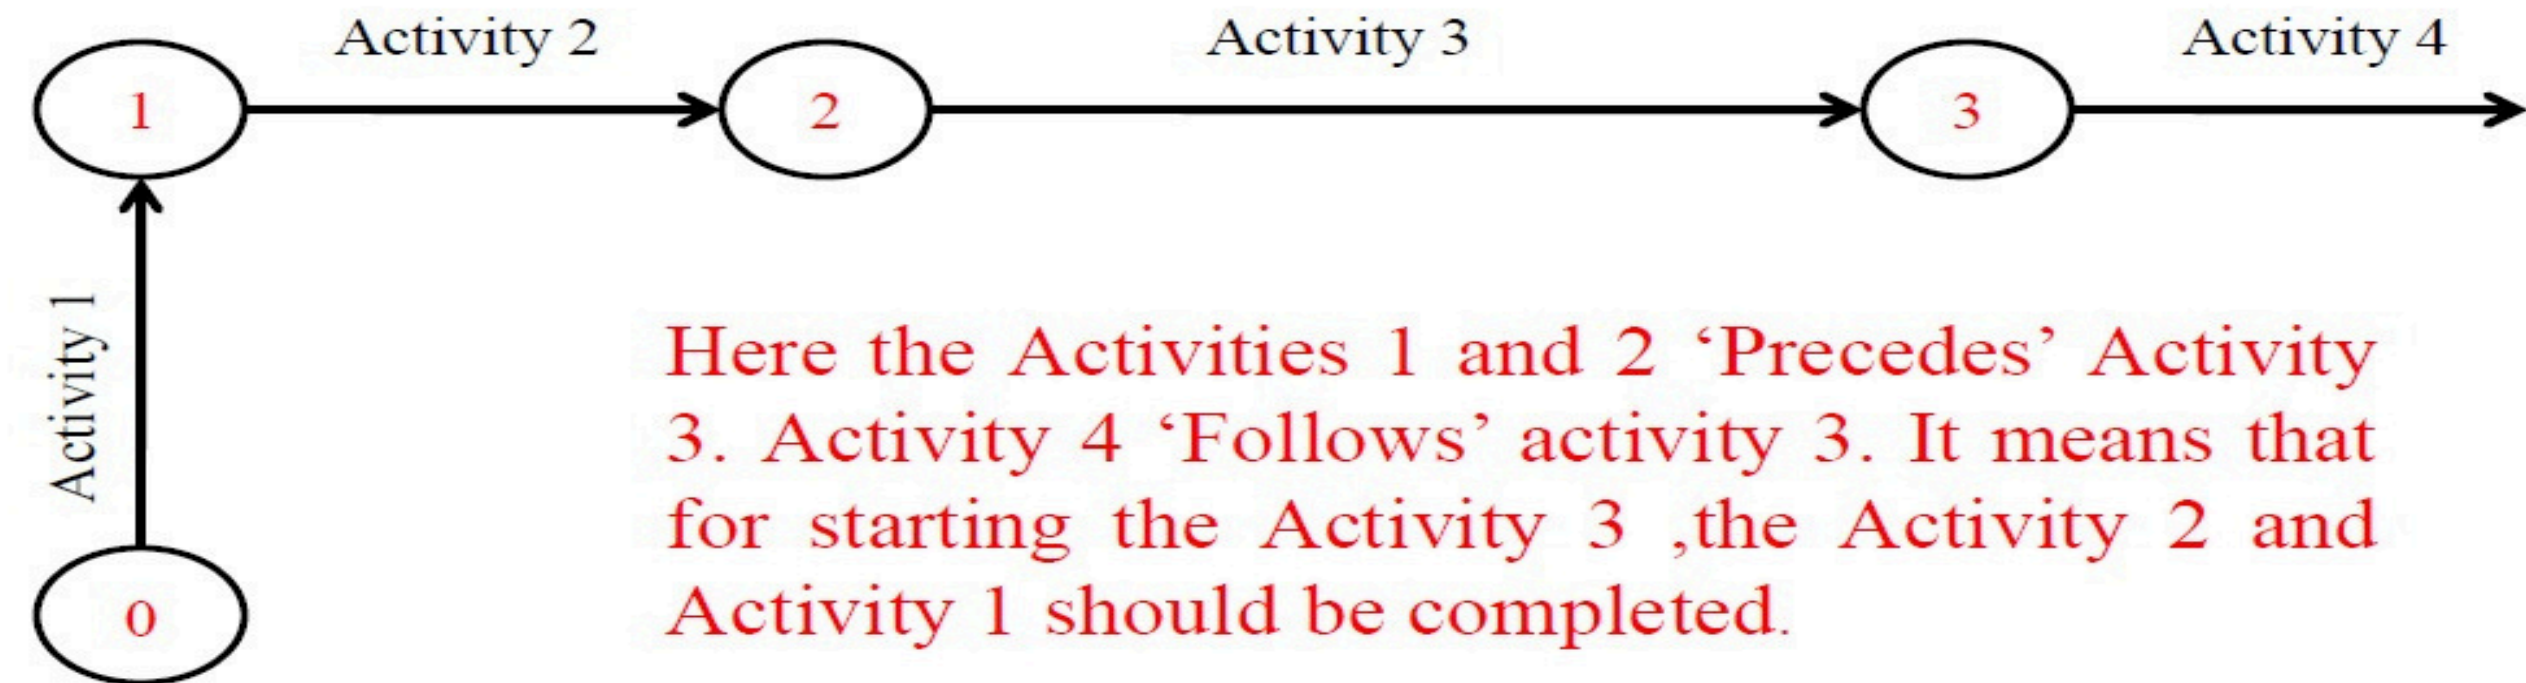 Activity 2
Activity 3
Activity 4
1
2
3
Activity 1
0
Here the Activities 1 and 2 ‘Precedes’ Activity
3. Activity 4 ‘Follows’ activity 3. It means that
for starting the Activity 3 ,the Activity 2 and
Activity 1 should be completed.